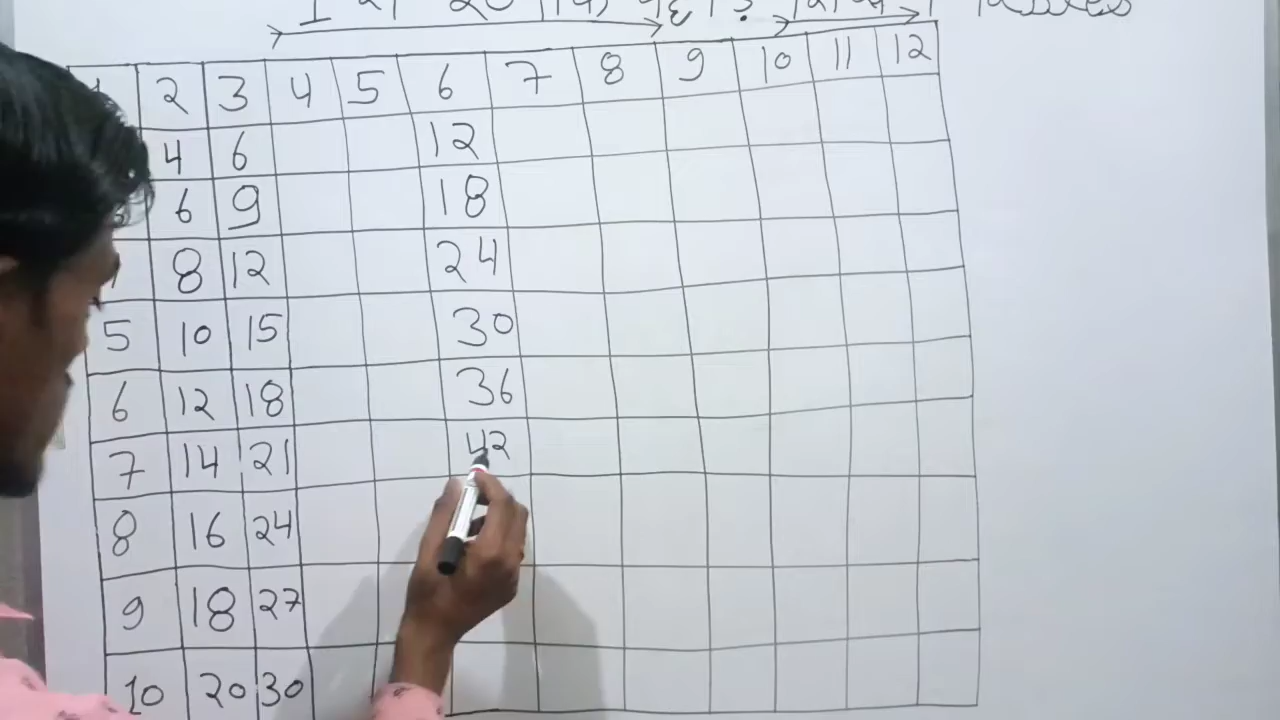 1 2 3 4 5 6 7 8 9 10 11 12
4 6 12
6 9 18
8 12 24
5 10 15 30
6 12 18 36
7 14 21 42
8 16 24
9 18 27
10 20 30